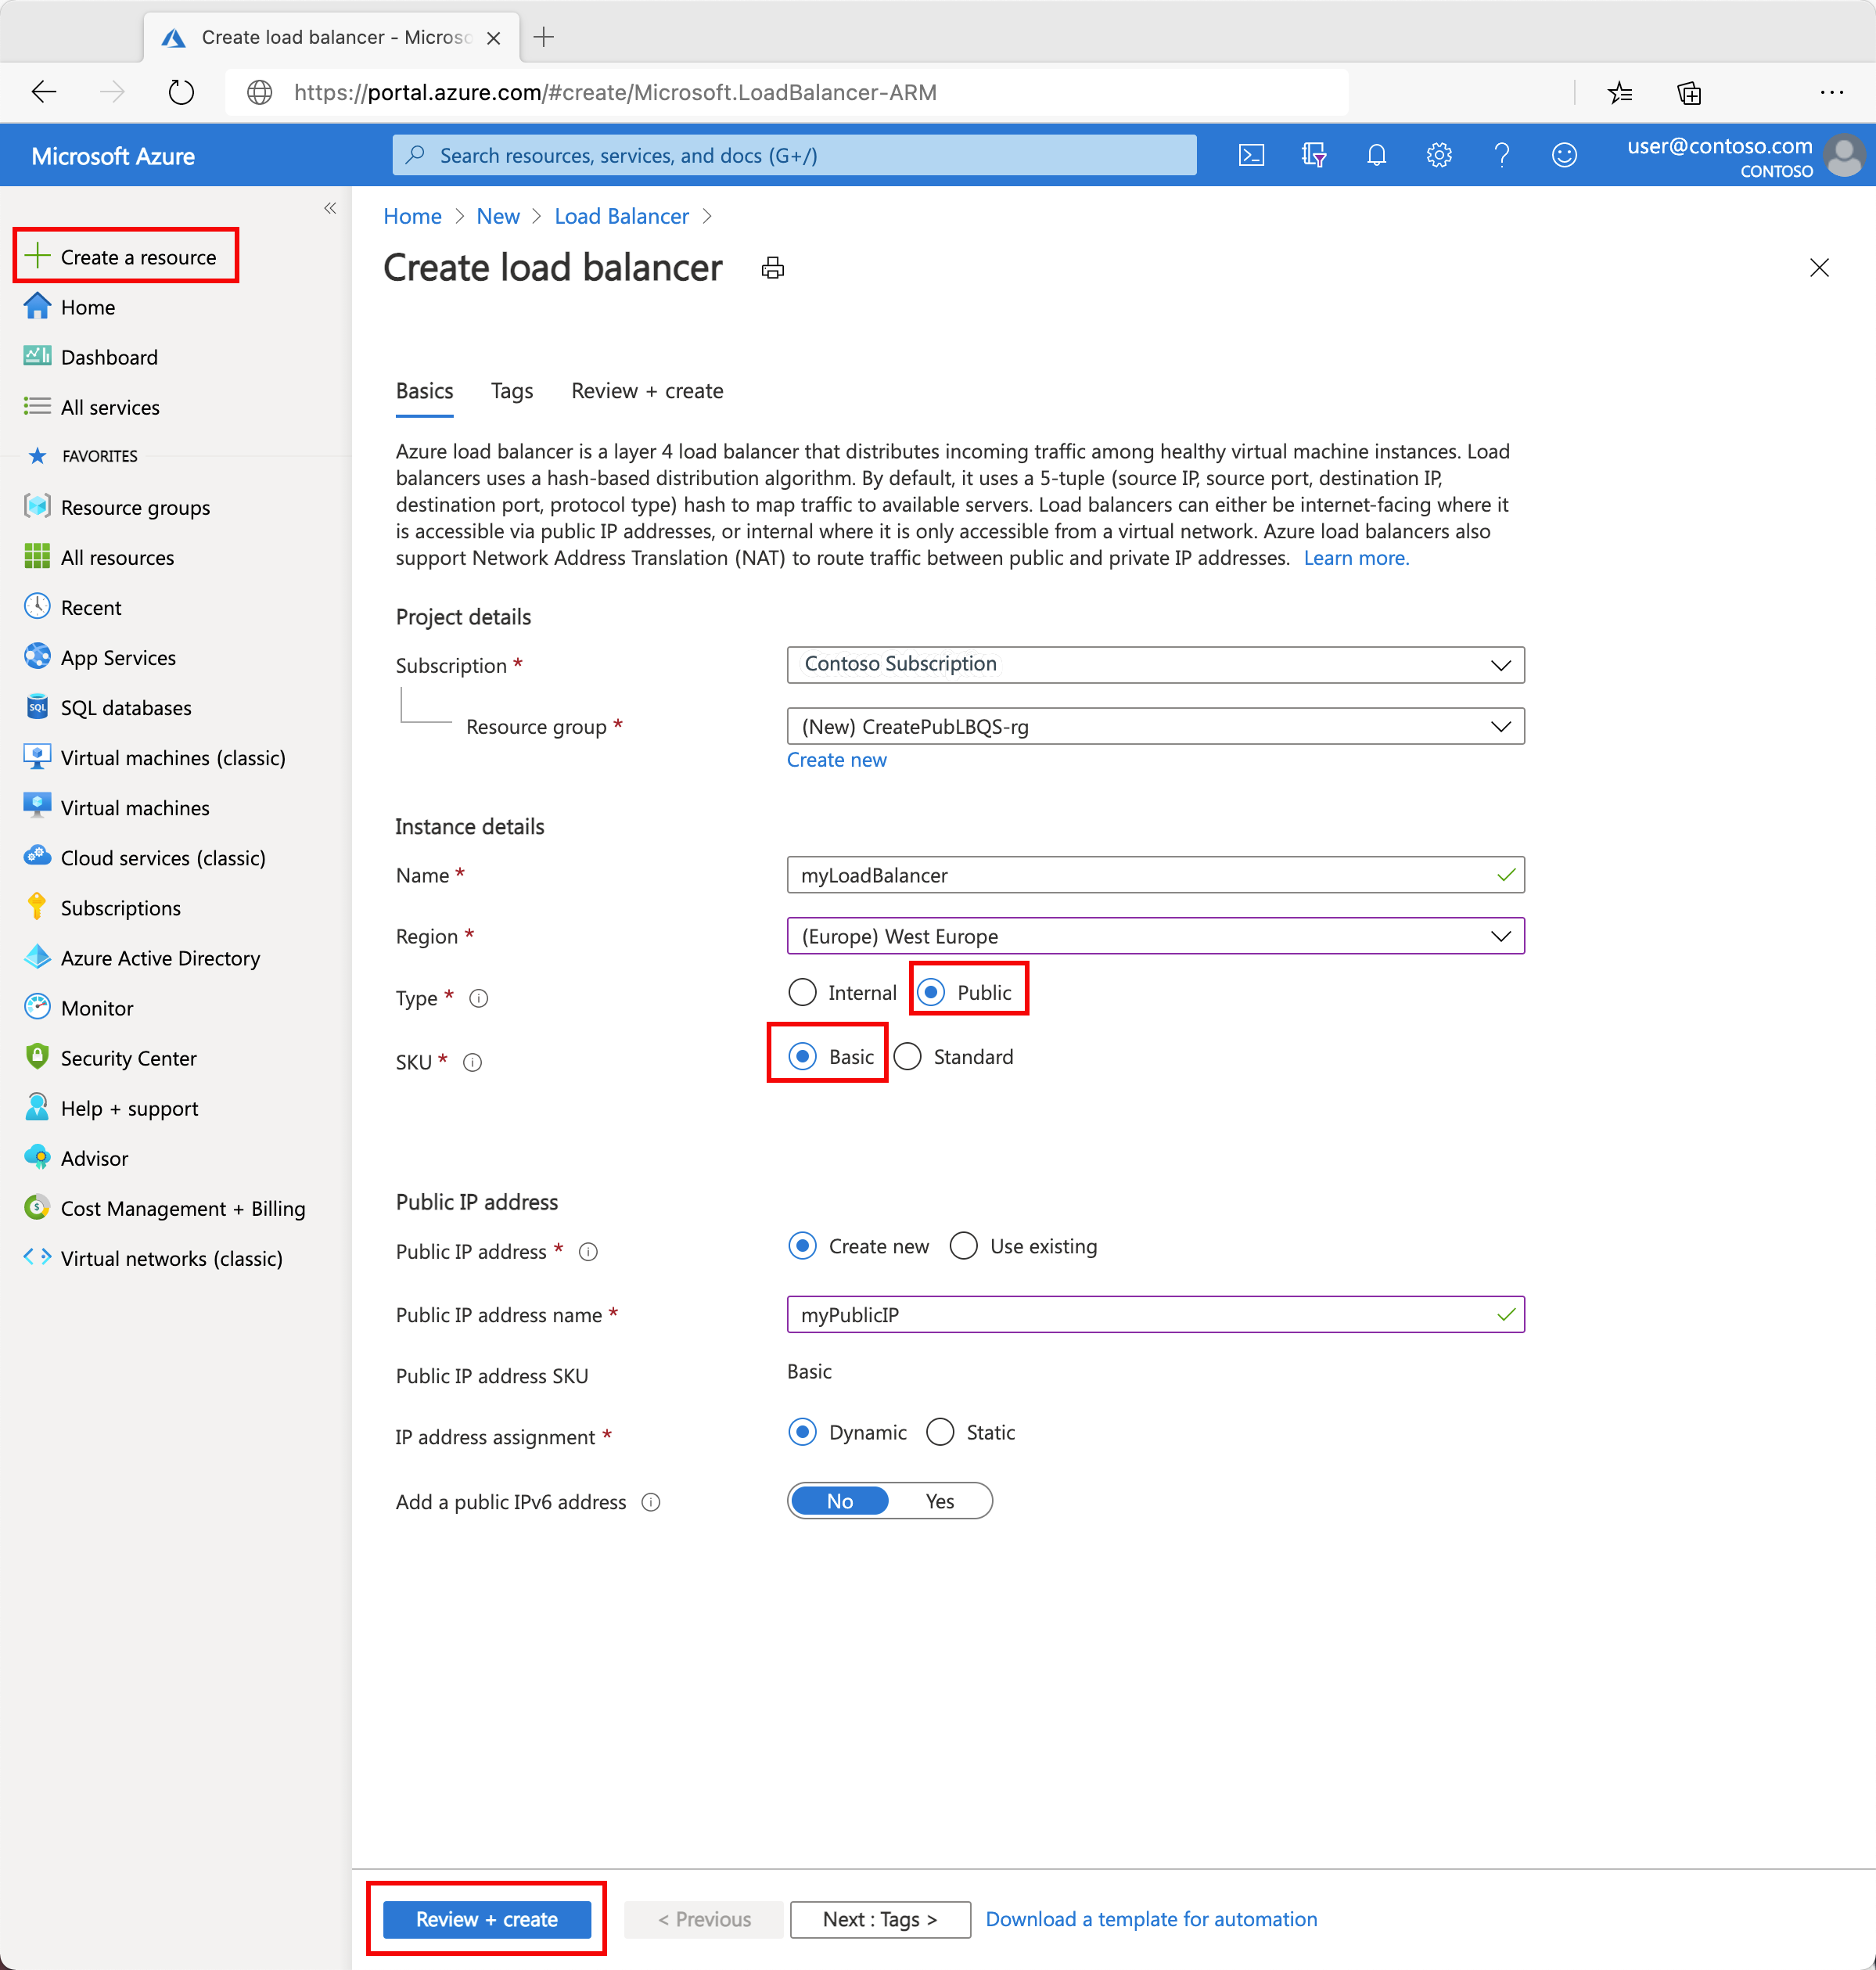 Create load balancer - Micros
https://portal.azure.com/#create/Microsoft.LoadBalancer-ARM
Microsoft Azure
Search resources, services, and docs (G+/)
user@contoso.com
CONTOSO
«
Create a resource
Home
Dashboard
All services
FAVORITES
Resource groups
All resources
Recent
App Services
SQL databases
Virtual machines (classic)
Virtual machines
Cloud services (classic)
Subscriptions
Azure Active Directory
Monitor
Security Center
Help + support
Advisor
Cost Management + Billing
Virtual networks (classic)
Home > New > Load Balancer >
Create load balancer
Basics Tags Review + create
Azure load balancer is a layer 4 load balancer that distributes incoming traffic among healthy virtual machine instances. Load
balancers uses a hash-based distribution algorithm. By default, it uses a 5-tuple (source IP, source port, destination IP,
destination port, protocol type) hash to map traffic to available servers. Load balancers can either be internet-facing where it
is accessible via public IP addresses, or internal where it is only accessible from a virtual network. Azure load balancers also
support Network Address Translation (NAT) to route traffic between public and private IP addresses. Learn more.
Project details
Subscription * Contoso Subscription
Resource group * (New) CreatePubLBQS-rg
Create new
Instance details
Name * myLoadBalancer
Region * (Europe) West Europe
Type * Internal Public
SKU * Basic Standard
Public IP address
Public IP address * Create new Use existing
Public IP address name * myPublicIP
Public IP address SKU Basic
IP address assignment * Dynamic Static
Add a public IPv6 address No Yes
Review + create < Previous Next : Tags > Download a template for automation